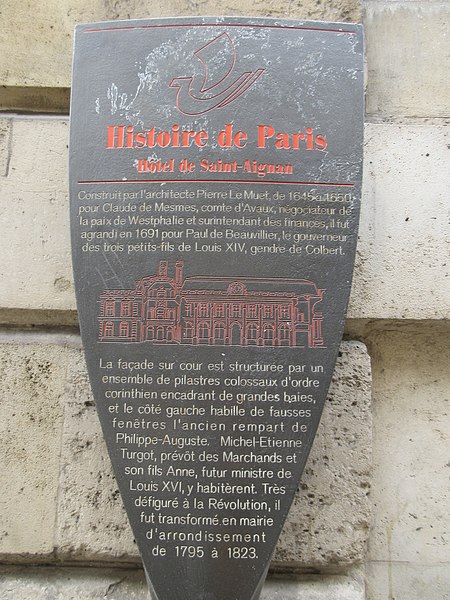 Histoire de Paris
Hôtel de Saint-Aignan
Construit par l'architecte Pierre Le Muet, de 1645 à 1650
pour Claude de Mesmes, comte d'Avaux, négociateur de
la paix de Westphalie et surintendant des finances, il fut
agrandi en 1691 pour Paul de Beauvillier, le gouverneur
des trois petits-fils de Louis XIV, gendre de Colbert.
La façade sur cour est structurée par un
ensemble de pilastres colossaux d'ordre
corinthien encadrant de grandes baies,
et le côté gauche habille de fausses
fenêtres l'ancien rempart de
Philippe-Auguste. Michel-Etienne
Turgot, prévôt des Marchands et
son fils Anne, futur ministre de
Louis XVI, y habitèrent. Très
défiguré à la Révolution, il
fut transformé en mairie
d'arrondissement
de 1795 à 1823.